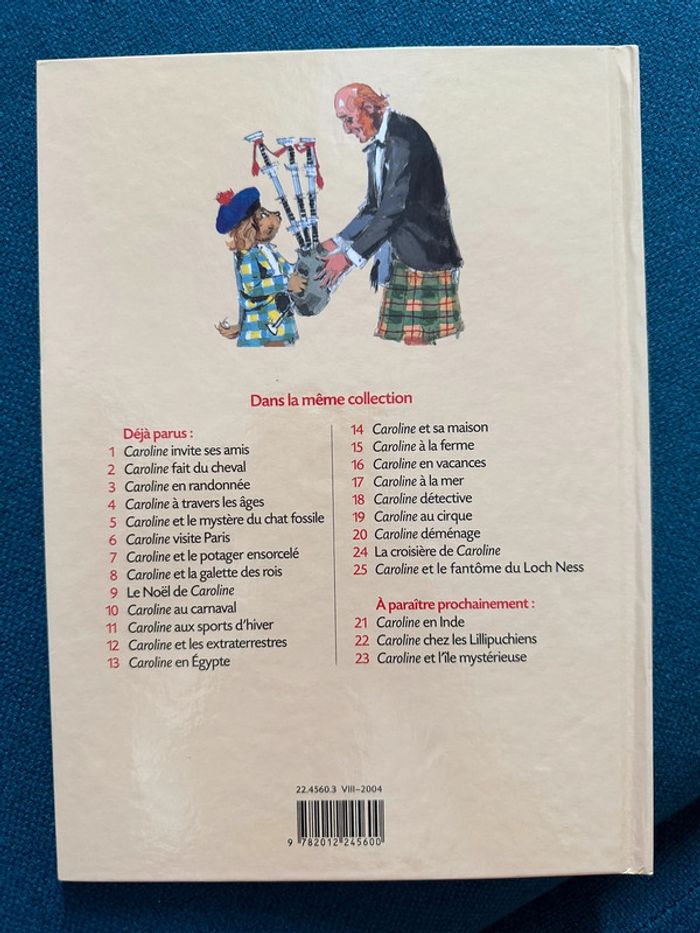 Dans la même collection
Déjà parus :
1 Caroline invite ses amis
2 Caroline fait du cheval
3 Caroline en randonnée
4 Caroline à travers les âges
5 Caroline et le mystère du chat fossile
6 Caroline visite Paris
7 Caroline et le potager ensorcelé
8 Caroline et la galette des rois
9 Le Noël de Caroline
10 Caroline au carnaval
11 Caroline aux sports d'hiver
12 Caroline et les extraterrestres
13 Caroline en Égypte
14 Caroline et sa maison
15 Caroline à la ferme
16 Caroline en vacances
17 Caroline à la mer
18 Caroline détective
19 Caroline au cirque
20 Caroline déménage
24 La croisière de Caroline
25 Caroline et le fantôme du Loch Ness
À paraître prochainement :
21 Caroline en Inde
22 Caroline chez les Lillipuchiens
23 Caroline et l'île mystérieuse
22.4560.3 VIII–2004
9 782012 245600